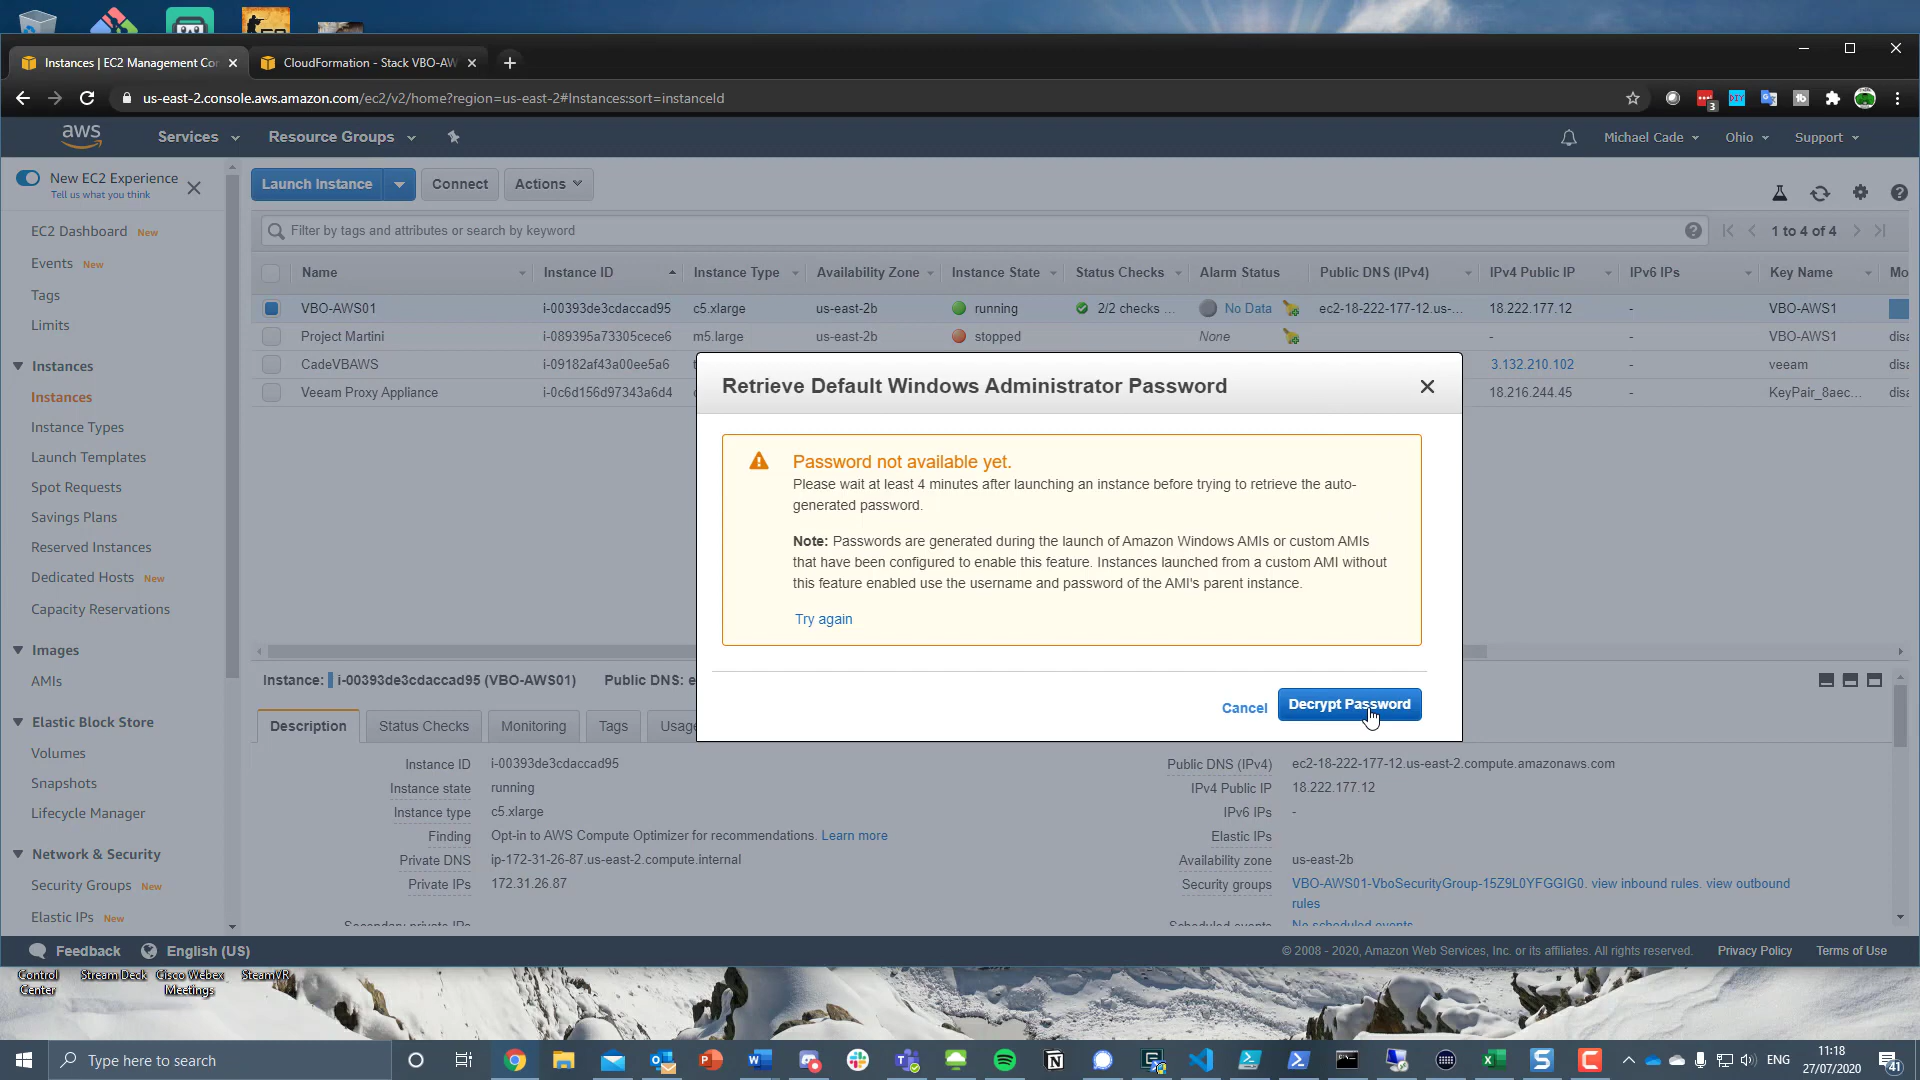 Instances | EC2 Management Con
CloudFormation - Stack VBO-AW
us-east-2.console.aws.amazon.com/ec2/v2/home?region=us-east-2#Instances:sort=instanceId
3
DIY
aws
Services
Resource Groups
Michael Cade
Ohio
Support
New EC2 Experience
Tell us what you think
EC2 Dashboard New
Events New
Tags
Limits
Instances
Instances
Instance Types
Launch Templates
Spot Requests
Savings Plans
Reserved Instances
Dedicated Hosts New
Capacity Reservations
Images
AMIs
Elastic Block Store
Volumes
Snapshots
Lifecycle Manager
Network & Security
Security Groups New
Elastic IPs New
Launch Instance
Connect
Actions
Filter by tags and attributes or search by keyword
1 to 4 of 4
Name Instance ID Instance Type Availability Zone Instance State Status Checks Alarm Status Public DNS (IPv4) IPv4 Public IP IPv6 IPs Key Name Mo
VBO-AWS01 i-00393de3cdaccad95 c5.xlarge us-east-2b running 2/2 checks ... No Data ec2-18-222-177-12.us-... 18.222.177.12 - VBO-AWS1
Project Martini i-089395a73305cece6 m5.large us-east-2b stopped None - - VBO-AWS1 disa
CadeVBAWS i-09182af43a00ee5a6 3.132.210.102 - veeam disa
Veeam Proxy Appliance i-0c6d156d97343a6d4 18.216.244.45 - KeyPair_8aec... disa
Retrieve Default Windows Administrator Password
Password not available yet.
Please wait at least 4 minutes after launching an instance before trying to retrieve the auto-
generated password.
Note: Passwords are generated during the launch of Amazon Windows AMIs or custom AMIs
that have been configured to enable this feature. Instances launched from a custom AMI without
this feature enabled use the username and password of the AMI's parent instance.
Try again
Cancel
Decrypt Password
Instance: i-00393de3cdaccad95 (VBO-AWS01) Public DNS: e
Description
Status Checks
Monitoring
Tags
Usag
Instance ID i-00393de3cdaccad95
Instance state running
Instance type c5.xlarge
Finding Opt-in to AWS Compute Optimizer for recommendations. Learn more
Private DNS ip-172-31-26-87.us-east-2.compute.internal
Private IPs 172.31.26.87
Secondary private IPs
Public DNS (IPv4) ec2-18-222-177-12.us-east-2.compute.amazonaws.com
IPv4 Public IP 18.222.177.12
IPv6 IPs -
Elastic IPs
Availability zone us-east-2b
Security groups VBO-AWS01-VboSecurityGroup-15Z9L0YFGGIG0. view inbound rules. view outbound
rules
Scheduled events No scheduled events
Feedback
English (US)
© 2008 - 2020, Amazon Web Services, Inc. or its affiliates. All rights reserved.
Privacy Policy
Terms of Use
Control
Center
Stream Deck
Cisco Webex
Meetings
SteamVR
Type here to search
ENG
11:18
27/07/2020
41